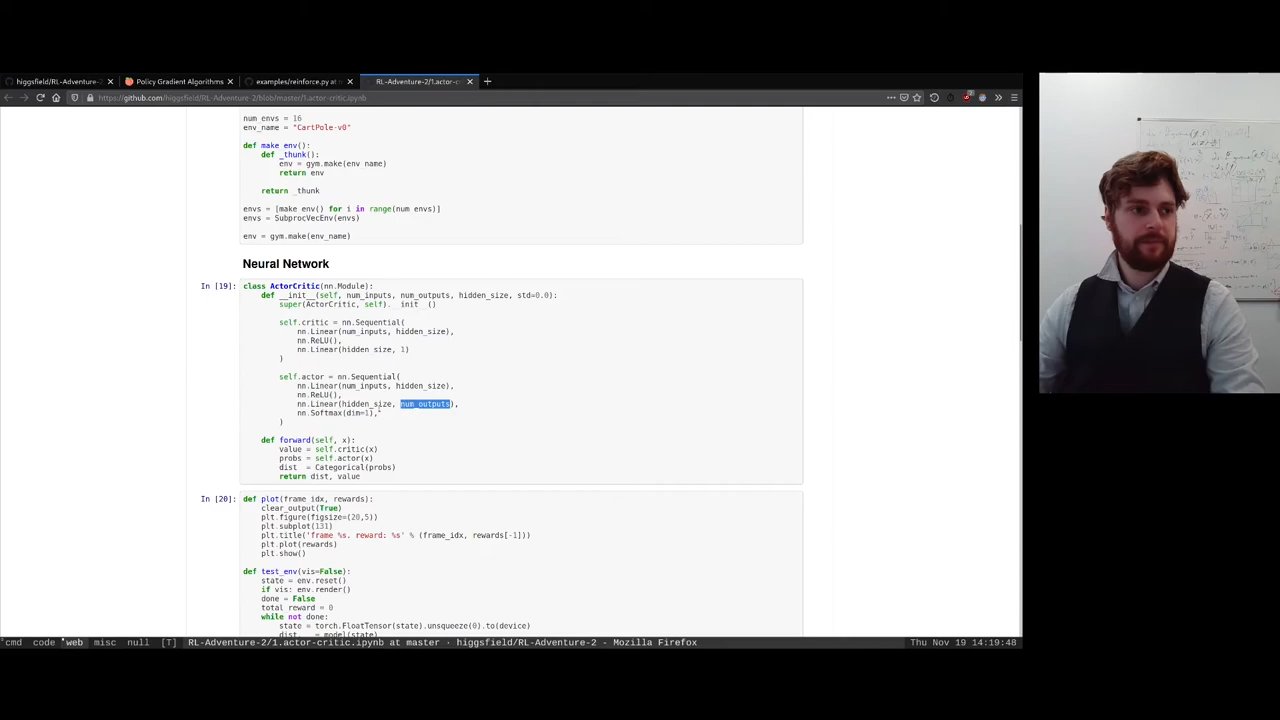 higgsfield/RL-Adventure-2/ Policy Gradient Algorithms examples/reinforce.py at m RL-Adventure-2/1.actor-c
https://github.com/higgsfield/RL-Adventure-2/blob/master/1.actor-critic.ipynb
num_envs = 16
env_name = "CartPole-v0"
def make_env():
def _thunk():
env = gym.make(env_name)
return env
return _thunk
envs = [make_env() for i in range(num_envs)]
envs = SubprocVecEnv(envs)
env = gym.make(env_name)
Neural Network
In [19]: class ActorCritic(nn.Module):
def __init__(self, num_inputs, num_outputs, hidden_size, std=0.0):
super(ActorCritic, self).__init__()
self.critic = nn.Sequential(
nn.Linear(num_inputs, hidden_size),
nn.ReLU(),
nn.Linear(hidden_size, 1)
)
self.actor = nn.Sequential(
nn.Linear(num_inputs, hidden_size),
nn.ReLU(),
nn.Linear(hidden_size, num_outputs),
nn.Softmax(dim=1),
)
def forward(self, x):
value = self.critic(x)
probs = self.actor(x)
dist = Categorical(probs)
return dist, value
In [20]: def plot(frame_idx, rewards):
clear_output(True)
plt.figure(figsize=(20,5))
plt.subplot(131)
plt.title('frame %s. reward: %s' % (frame_idx, rewards[-1]))
plt.plot(rewards)
plt.show()
def test_env(vis=False):
state = env.reset()
if vis: env.render()
done = False
total_reward = 0
while not done:
state = torch.FloatTensor(state).unsqueeze(0).to(device)
dist, _ = model(state)
cmd code web misc null [T] RL-Adventure-2/1.actor-critic.ipynb at master · higgsfield/RL-Adventure-2 - Mozilla Firefox Thu Nov 19 14:19:48